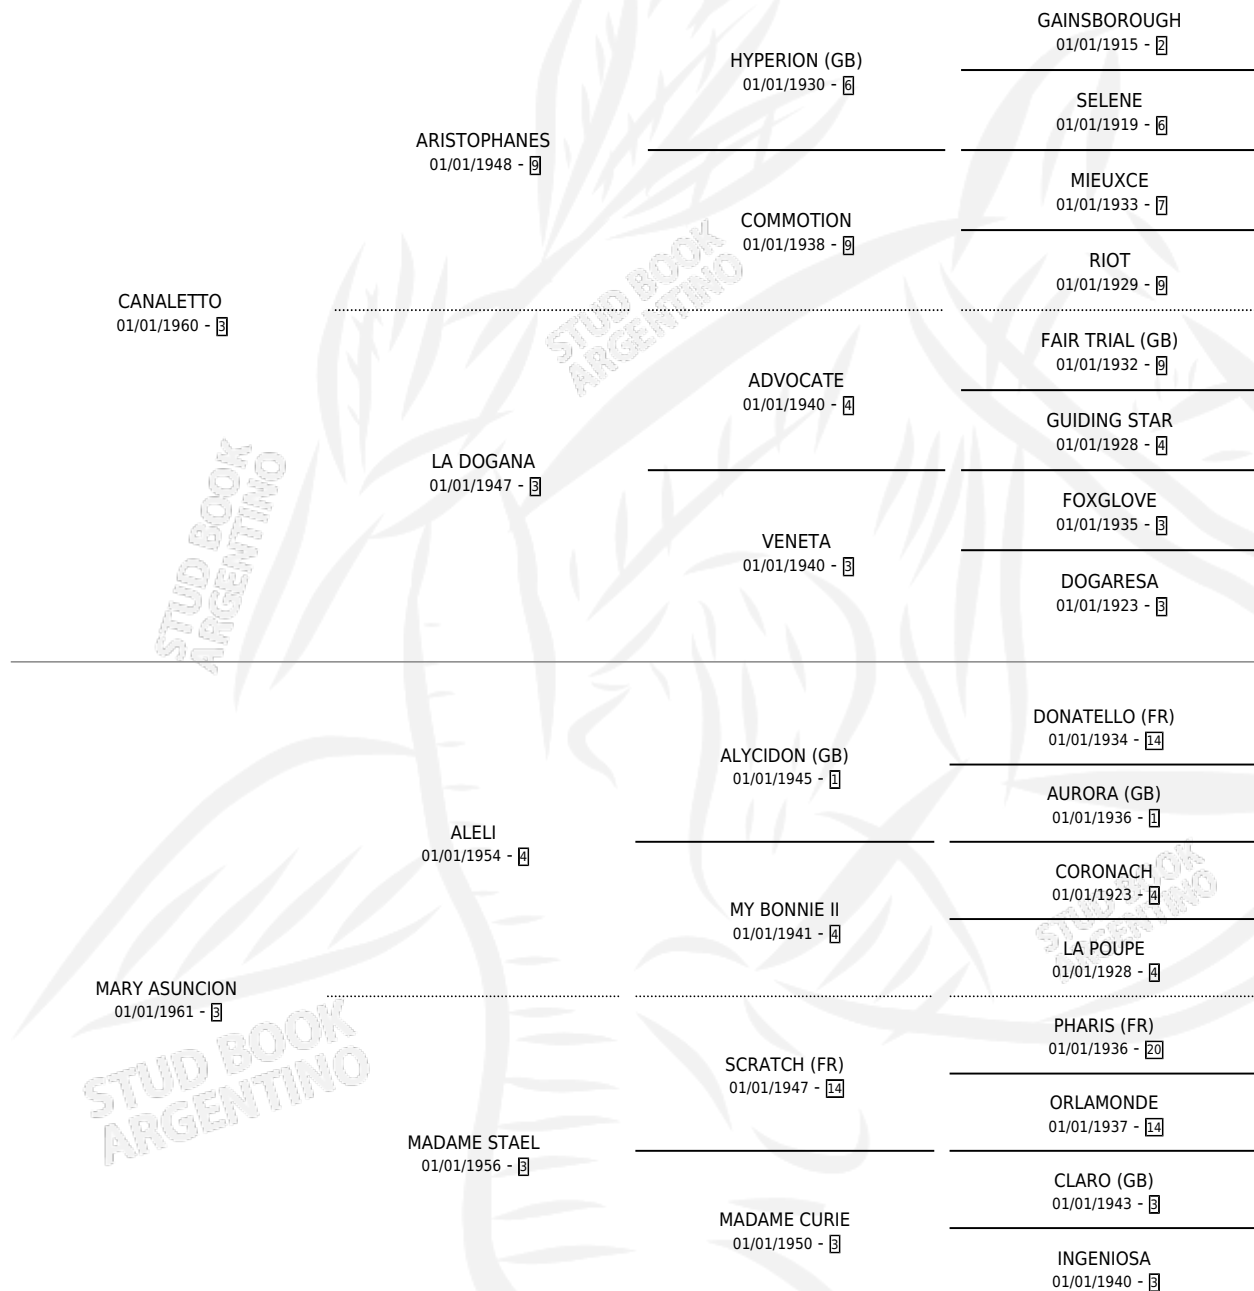 GAINSBOROUGH
01/01/1915 - 2
HYPERION (GB)
01/01/1930 - 6
SELENE
01/01/1919 - 6
ARISTOPHANES
01/01/1948 - 9
MIEUXCE
01/01/1933 - 7
COMMOTION
01/01/1938 - 9
RIOT
01/01/1929 - 9
CANALETTO
01/01/1960 - 3
FAIR TRIAL (GB)
01/01/1932 - 9
ADVOCATE
01/01/1940 - 4
GUIDING STAR
01/01/1928 - 4
LA DOGANA
01/01/1947 - 3
FOXGLOVE
01/01/1935 - 3
VENETA
01/01/1940 - 3
DOGARESA
01/01/1923 - 3
DONATELLO (FR)
01/01/1934 - 14
ALYCIDON (GB)
01/01/1945 - 1
AURORA (GB)
01/01/1936 - 1
ALELI
01/01/1954 - 4
CORONACH
01/01/1923 - 4
MY BONNIE II
01/01/1941 - 4
LA POUPE
01/01/1928 - 4
MARY ASUNCION
01/01/1961 - 3
PHARIS (FR)
01/01/1936 - 20
SCRATCH (FR)
01/01/1947 - 14
ORLAMONDE
01/01/1937 - 14
MADAME STAEL
01/01/1956 - 3
CLARO (GB)
01/01/1943 - 3
MADAME CURIE
01/01/1950 - 3
INGENIOSA
01/01/1940 - 3
STUD BOOK
ARGENTINO
STUD BOOK
ARGENTINO
STUD BOOK
ARGENTINO
STUD BOOK
ARGENTINO